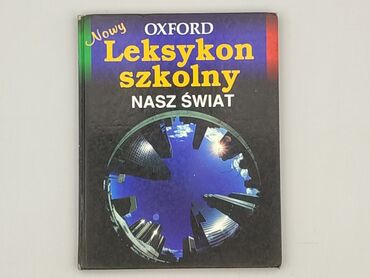 Nowy
OXFORD
Leksykon
szkolny
NASZ ŚWIAT